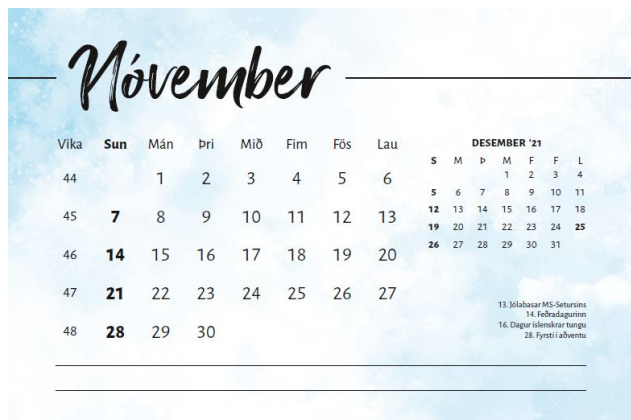 Nóvember
Vika Sun Mán Þri Mið Fim Fös Lau
44 1 2 3 4 5 6
45 7 8 9 10 11 12 13
46 14 15 16 17 18 19 20
47 21 22 23 24 25 26 27
48 28 29 30
DESEMBER '21
S M Þ M F F L
1 2 3 4
5 6 7 8 9 10 11
12 13 14 15 16 17 18
19 20 21 22 23 24 25
26 27 28 29 30 31
13. Jólabasar MS-Setursins
14. Feðradagurinn
16. Dagur íslenskrar tungu
28. Fyrsti í aðventu